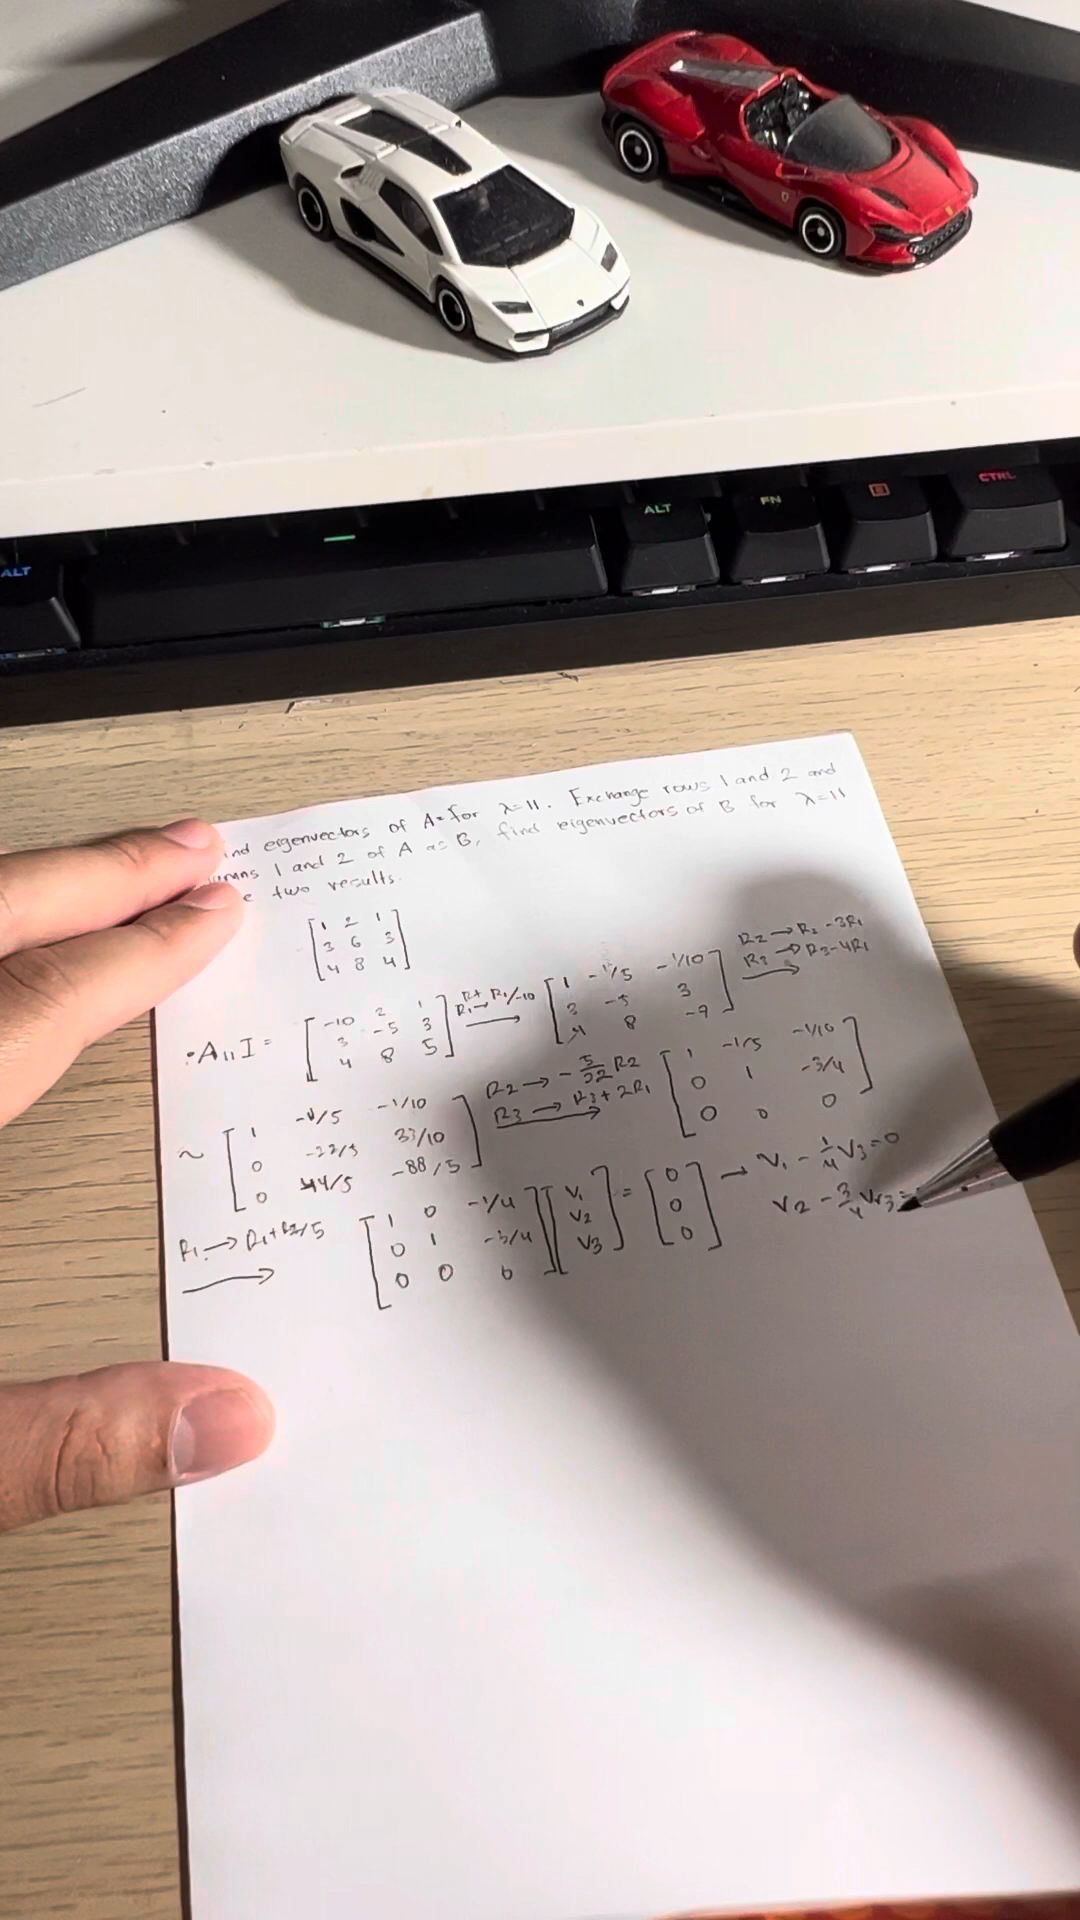 ALT
FN
CTRL
ALT
ind eigenvectors of A= for λ=11. Exchange rows 1 and 2 and
1 and 2 of A as B, find eigenvectors of B for λ=11
two results.
[1 2 1
3 6 3
4 8 4]
A11I = [-10 2 1
3 -5 3
4 8 5] R1→ R1/-10 [1 -1/5 -1/10
3 -5 3
4 8 -7] R2 → R2 - 3R1
R3 → R3 - 4R1
~ [1 -1/5 -1/10
0 -22/5 33/10
0 44/5 -88/5] R2 → -5/22 R2
R3 → R3 + 2R1 [1 -1/5 -1/10
0 1 -3/4
0 0 0]
R1 → R1 + R2/5 [1 0 -1/4
0 1 -3/4
0 0 0] [V1
V2
V3] = [0
0
0] → V1 - 1/4 V3 = 0
V2 - 3/4 V3 =